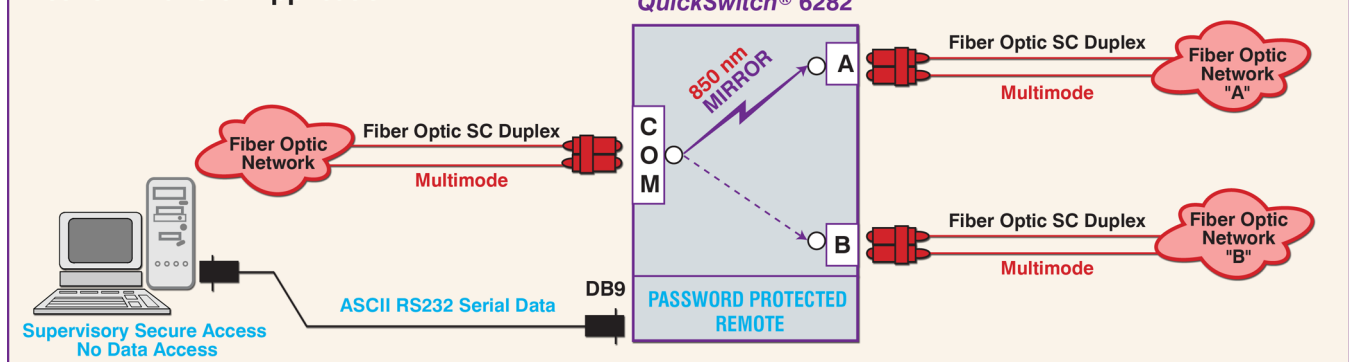 QuickSwitch® 6282
Fiber Optic SC Duplex
Multimode
Fiber Optic
Network
"A"
850 nm
MIRROR
A
C
O
M
Fiber Optic
Network
Fiber Optic SC Duplex
Multimode
B
Fiber Optic SC Duplex
Multimode
Fiber Optic
Network
"B"
DB9
ASCII RS232 Serial Data
PASSWORD PROTECTED
REMOTE
Supervisory Secure Access
No Data Access